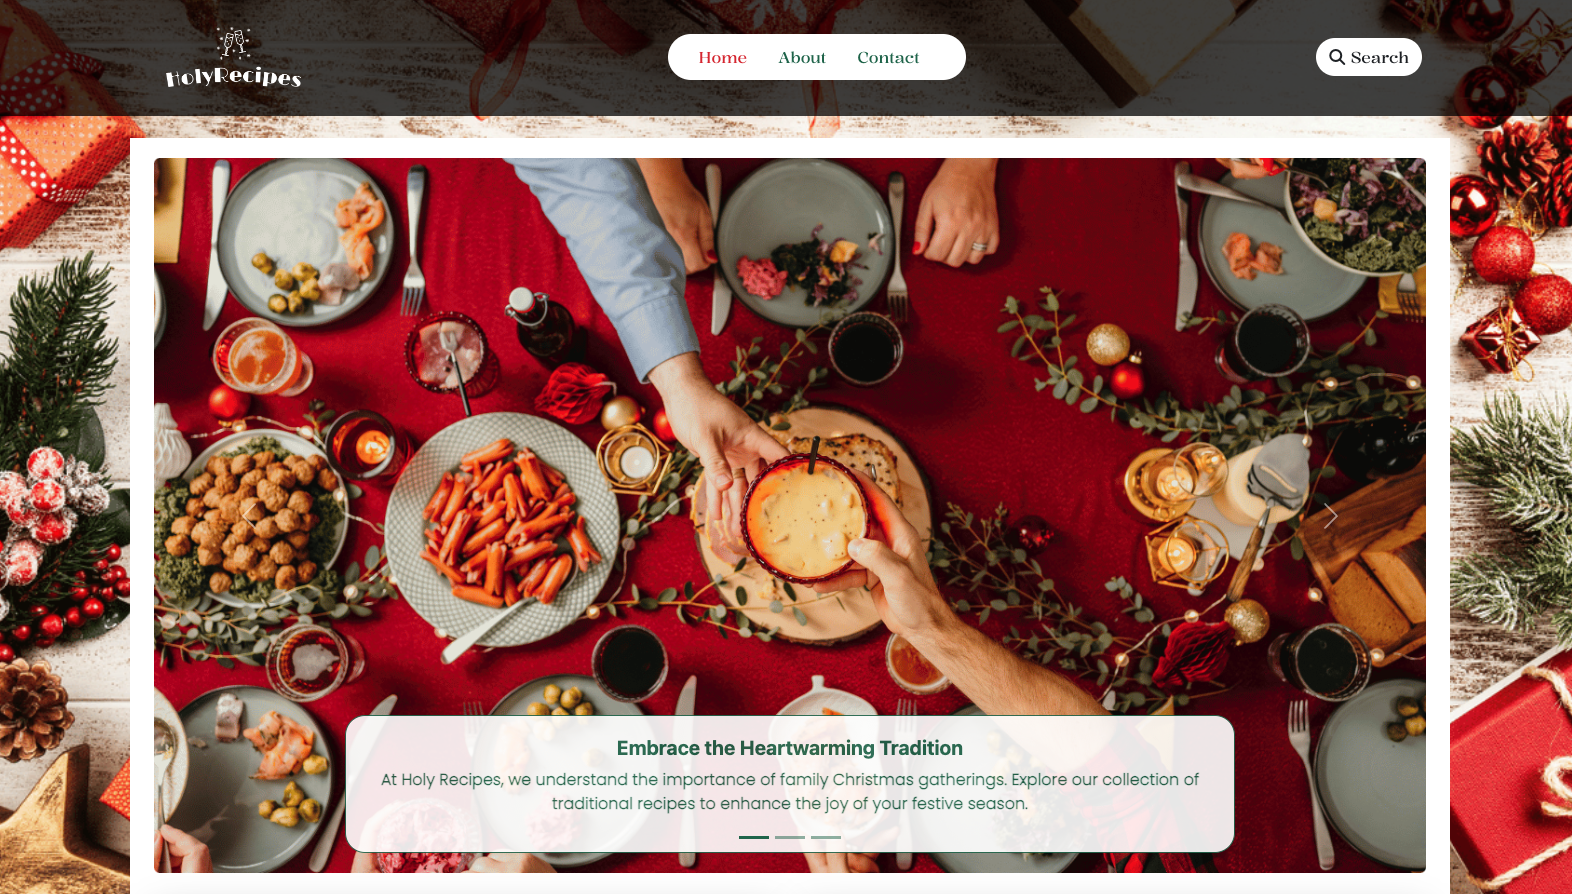 HolyRecipes
Home About Contact
Search
Embrace the Heartwarming Tradition
At Holy Recipes, we understand the importance of family Christmas gatherings. Explore our collection of
traditional recipes to enhance the joy of your festive season.